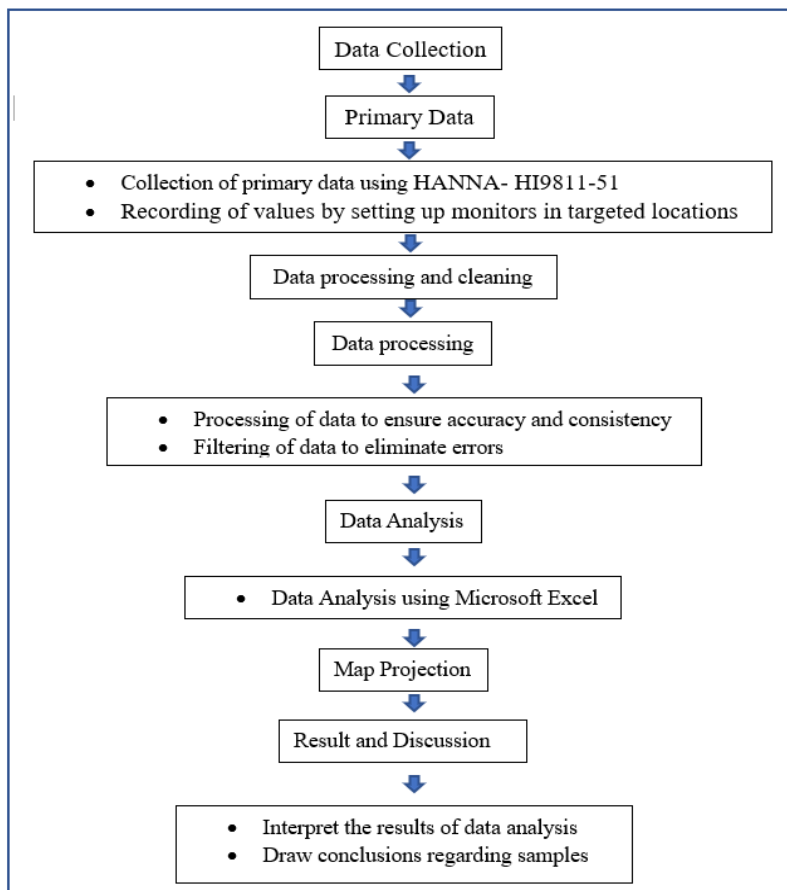 Data Collection
Primary Data
• Collection of primary data using HANNA- HI9811-51
• Recording of values by setting up monitors in targeted locations
Data processing and cleaning
Data processing
• Processing of data to ensure accuracy and consistency
• Filtering of data to eliminate errors
Data Analysis
• Data Analysis using Microsoft Excel
Map Projection
Result and Discussion
• Interpret the results of data analysis
• Draw conclusions regarding samples